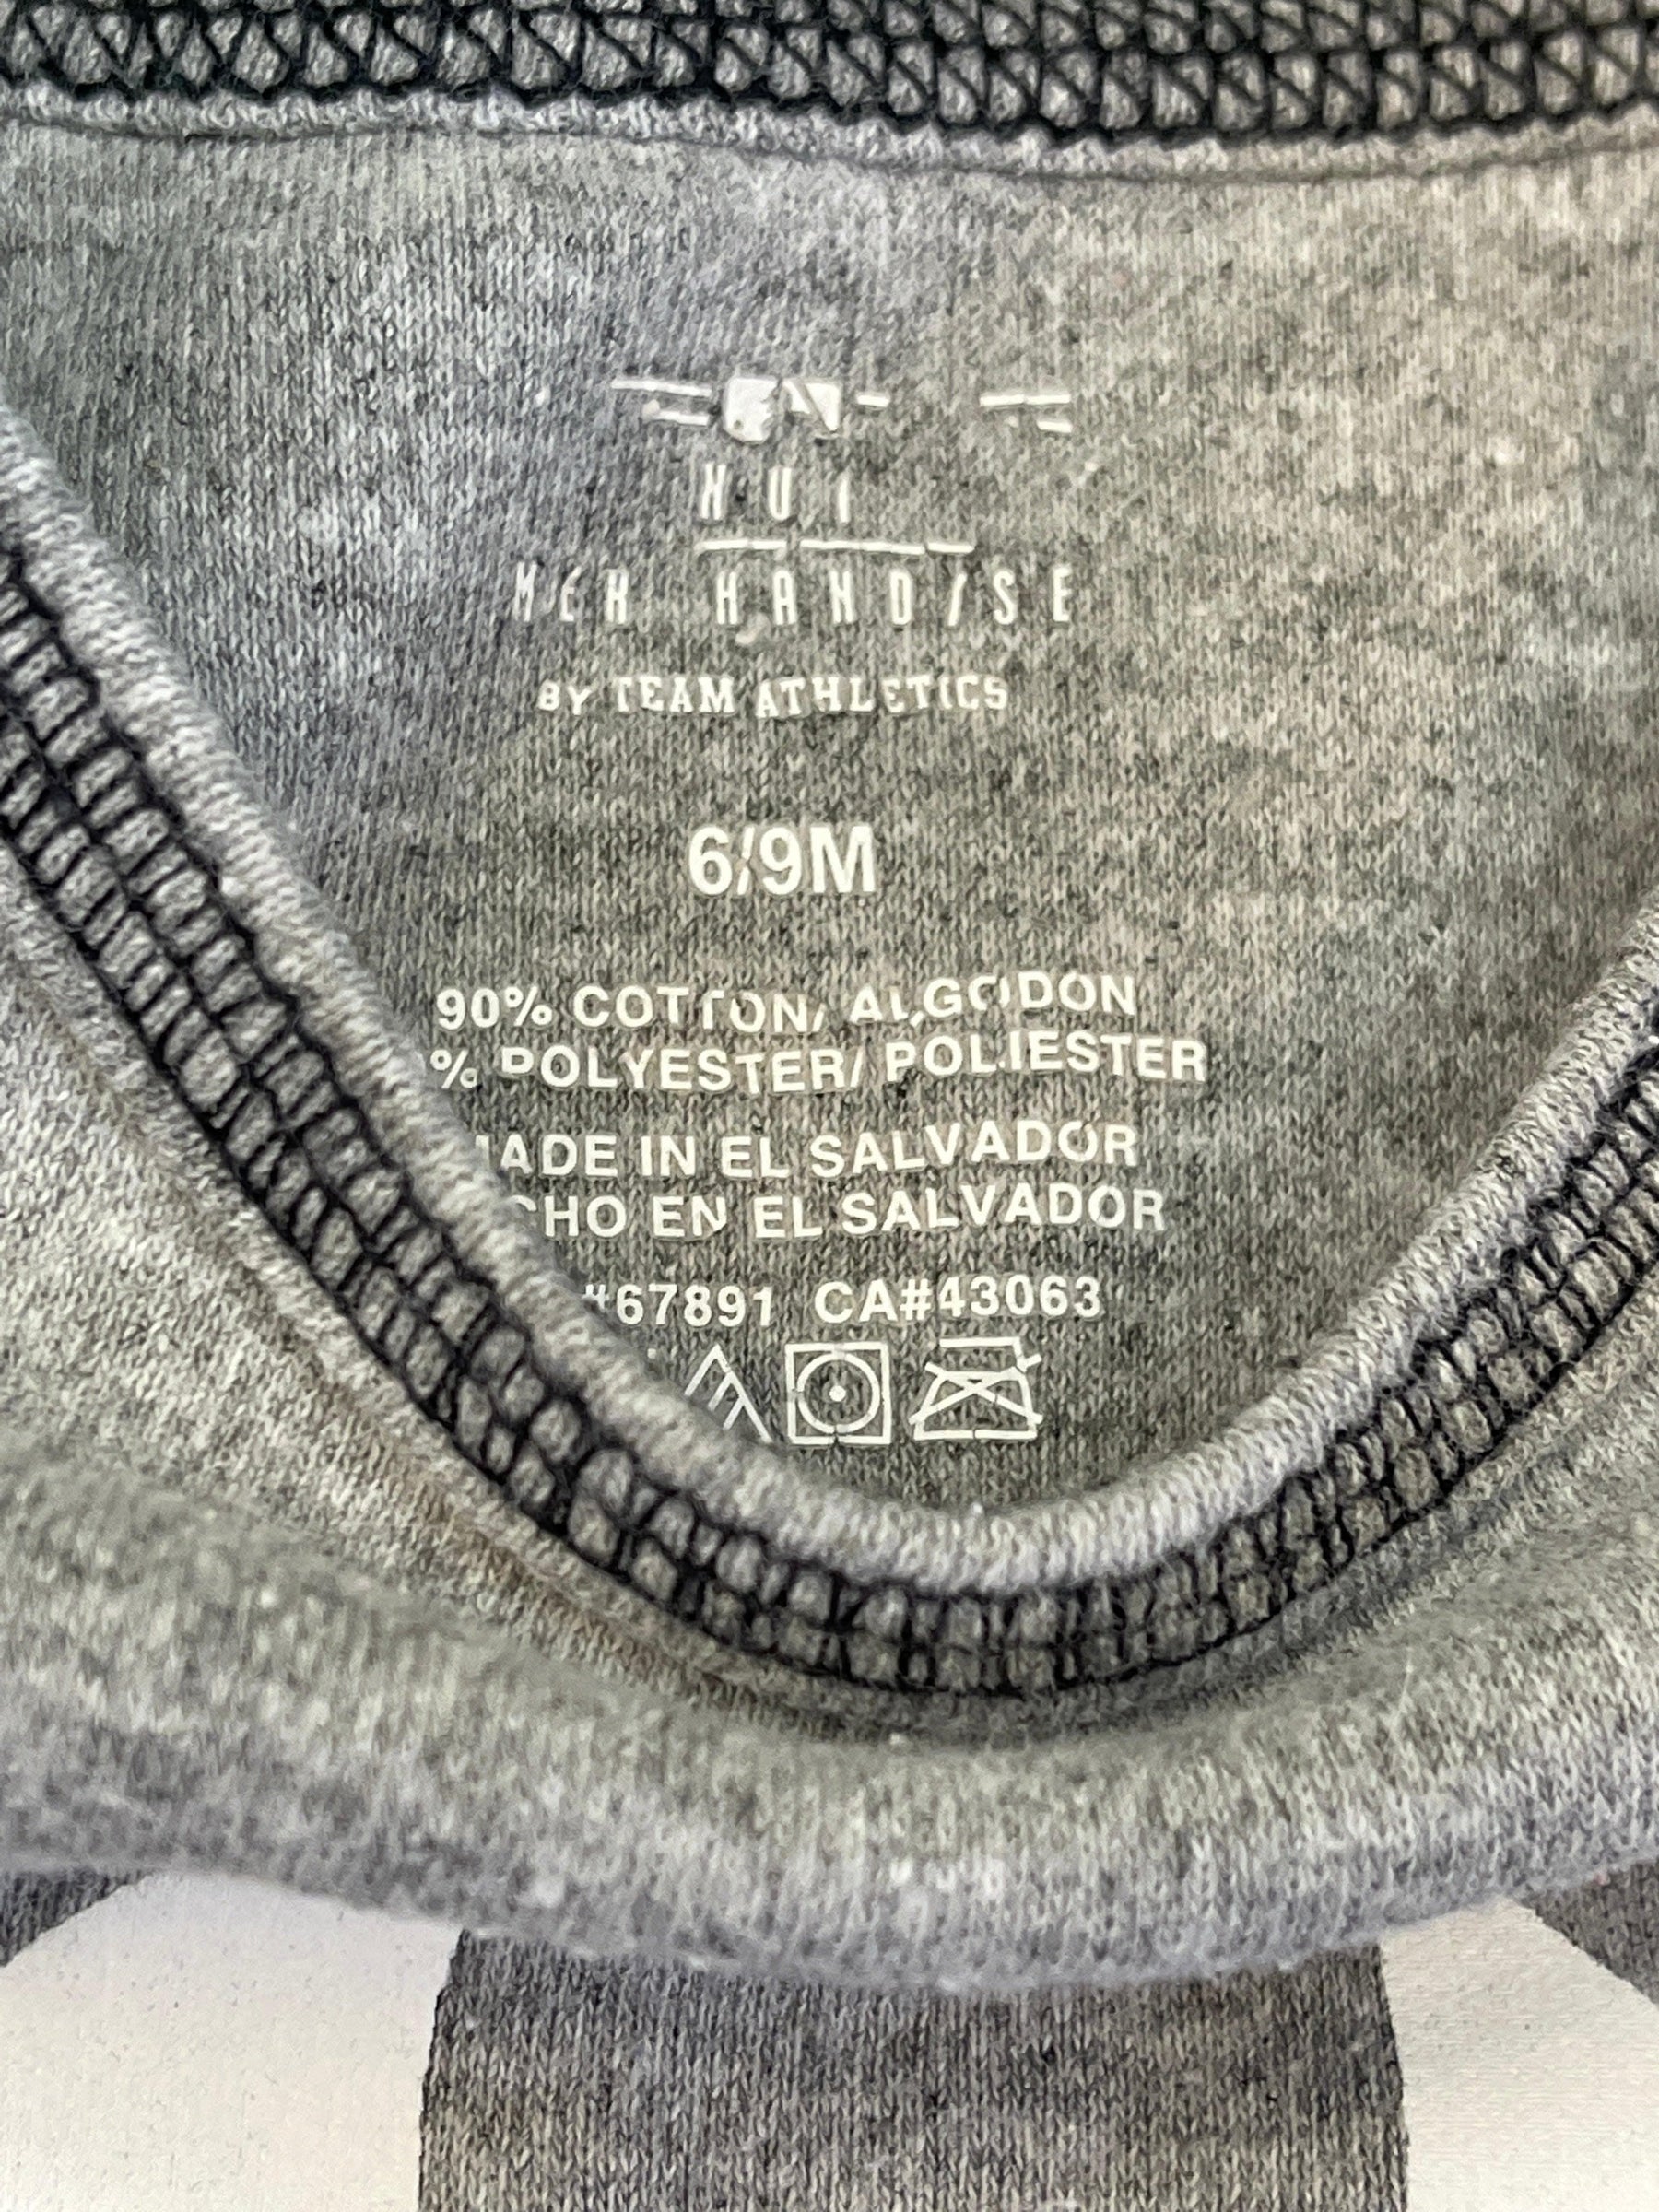 BY TEAM ATHLETICS
6/9M
90% COTTON/ ALGODON
% POLYESTER/ POLIESTER
MADE IN EL SALVADOR
CHO EN EL SALVADOR
#67891 CA#43063